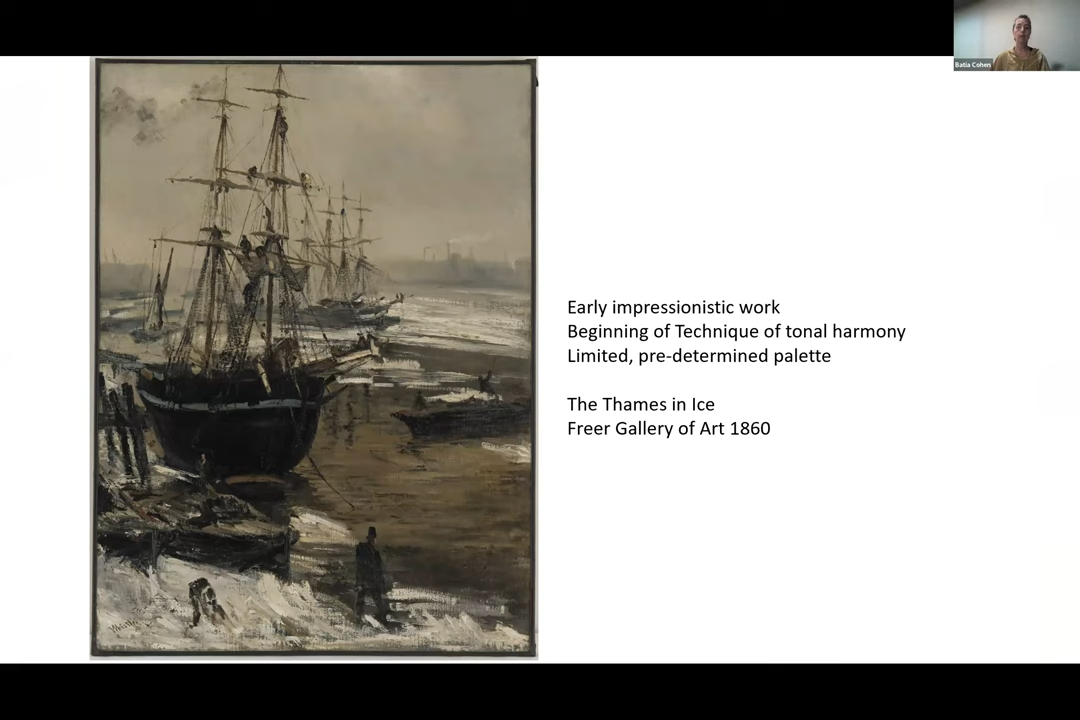 Batia Cohen
Early impressionistic work
Beginning of Technique of tonal harmony
Limited, pre-determined palette
The Thames in Ice
Freer Gallery of Art 1860
Whistler